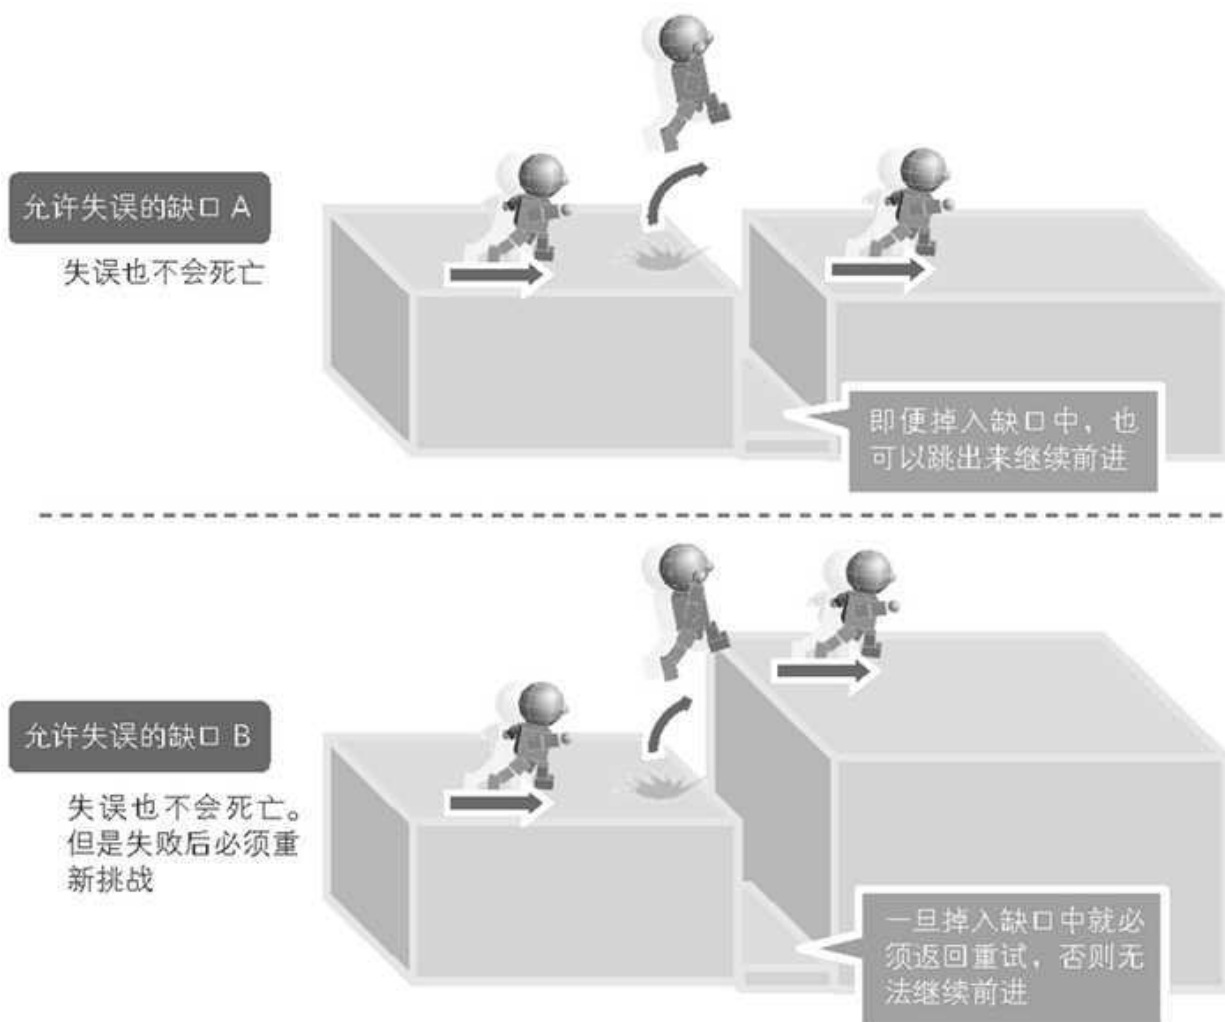 允许失误的缺口 A
失误也不会死亡
即便掉入缺口中，也
可以跳出来继续前进
允许失误的缺口 B
失误也不会死亡。
但是失败后必须重
新挑战
一旦掉入缺口中就必
须返回重试，否则无
法继续前进